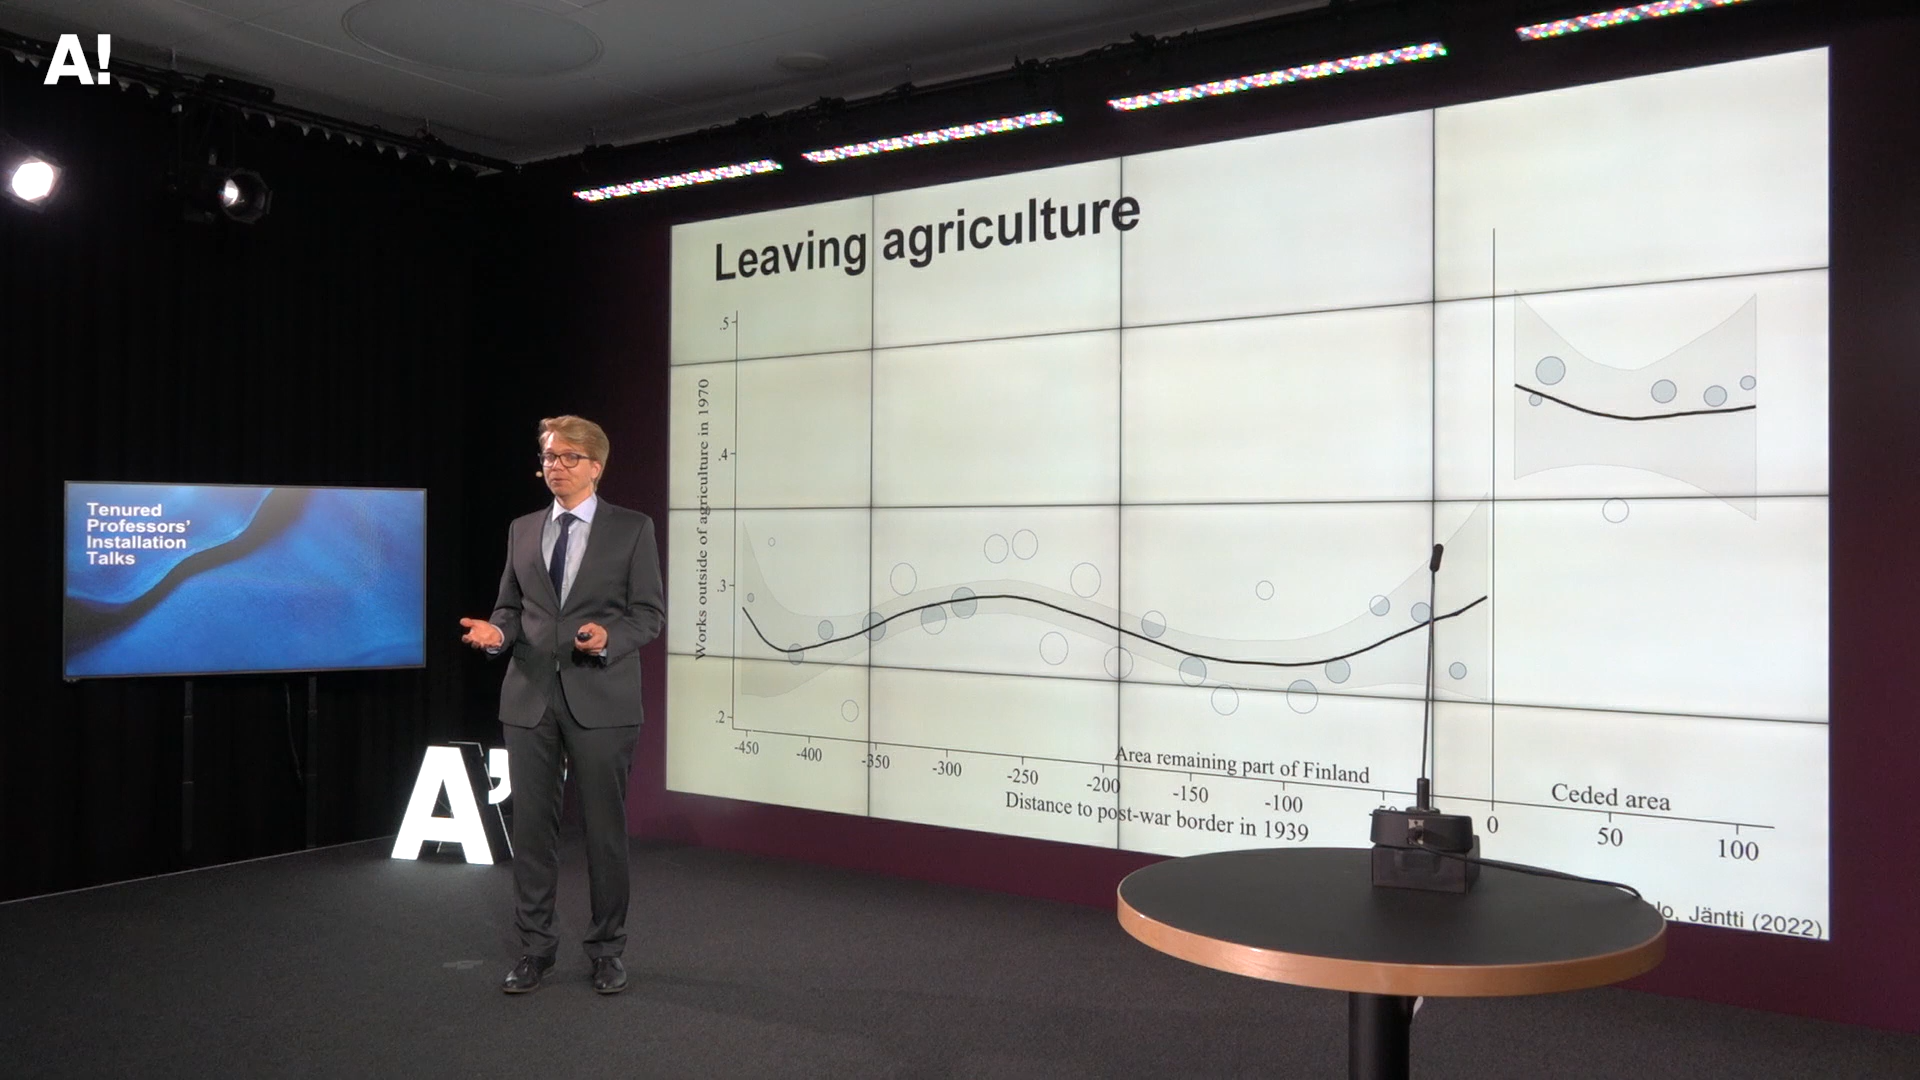 A!
Tenured
Professors'
Installation
Talks
A'
Leaving agriculture
Works outside of agriculture in 1970
.5
.4
.3
.2
-450
-400
-350
-300
-250
-200
-150
-100
0
50
100
Area remaining part of Finland
Ceded area
Distance to post-war border in 1939
Jäntti (2022)